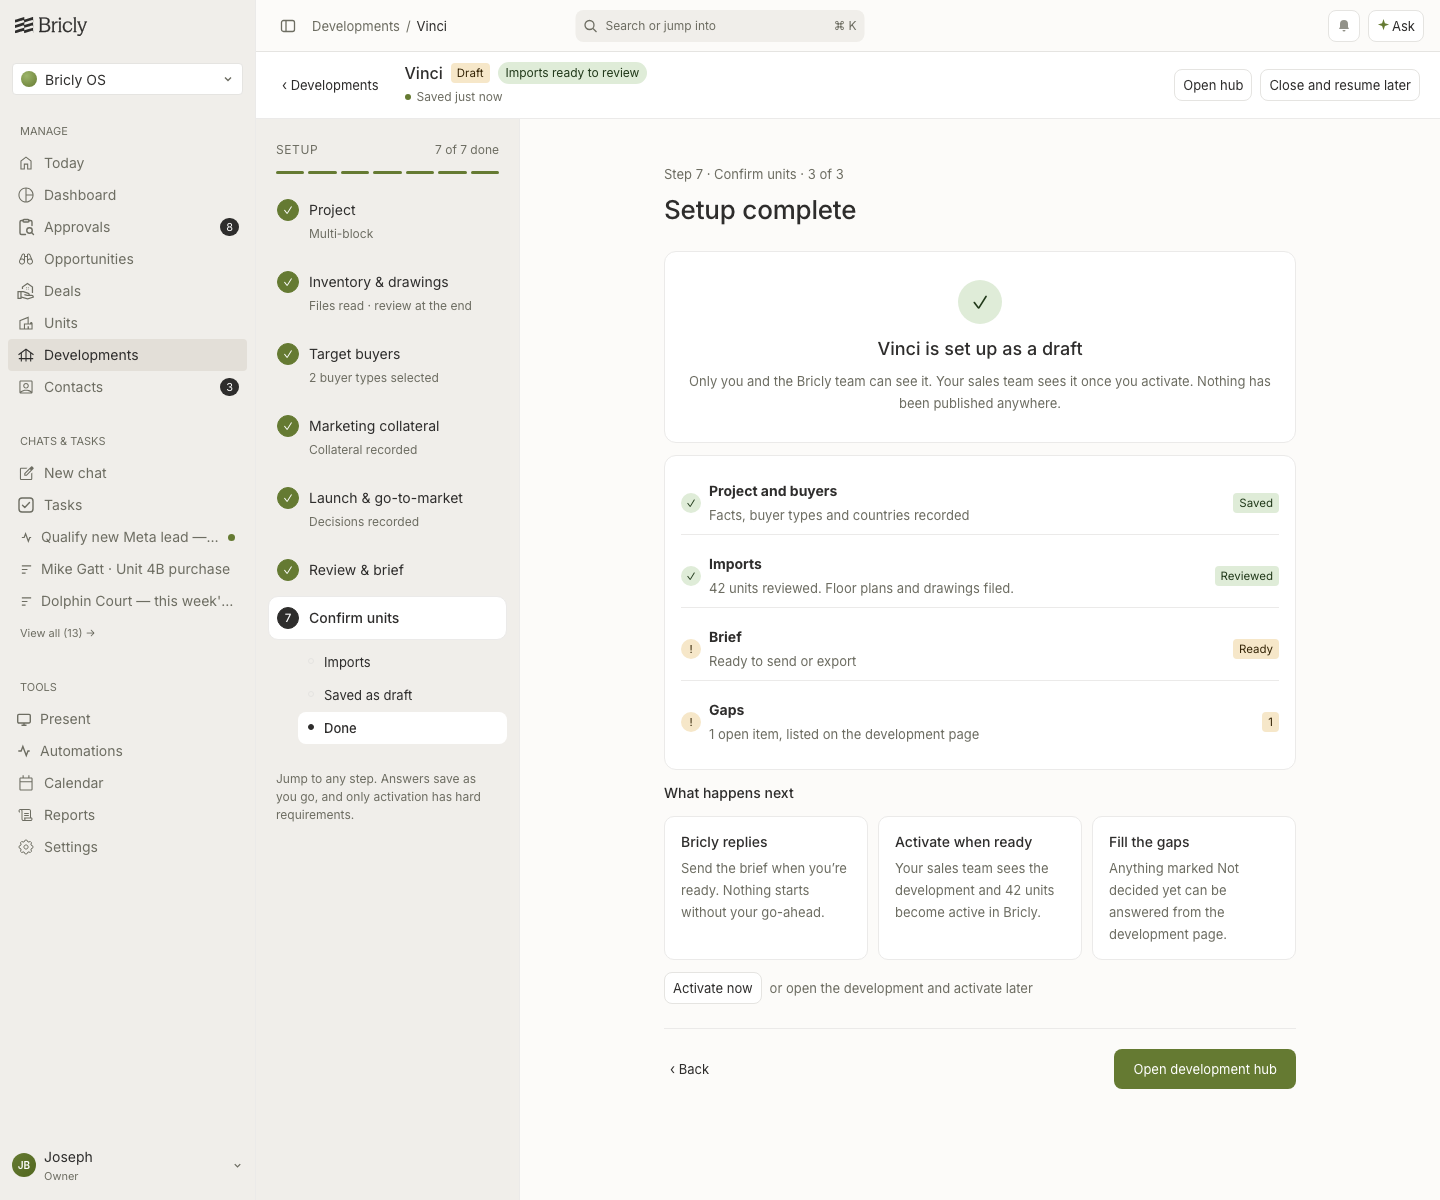 Bricly
Bricly OS
MANAGE
Today
Dashboard
Approvals 8
Opportunities
Deals
Units
Developments
Contacts 3
CHATS & TASKS
New chat
Tasks
Qualify new Meta lead —...
Mike Gatt · Unit 4B purchase
Dolphin Court — this week'...
View all (13) →
TOOLS
Present
Automations
Calendar
Reports
Settings
JB Joseph
Owner
Developments / Vinci
Search or jump into ⌘ K
Ask
‹ Developments
Vinci Draft Imports ready to review
Saved just now
Open hub
Close and resume later
SETUP 7 of 7 done
Project
Multi-block
Inventory & drawings
Files read · review at the end
Target buyers
2 buyer types selected
Marketing collateral
Collateral recorded
Launch & go-to-market
Decisions recorded
Review & brief
7 Confirm units
Imports
Saved as draft
Done
Jump to any step. Answers save as
you go, and only activation has hard
requirements.
Step 7 · Confirm units · 3 of 3
Setup complete
Vinci is set up as a draft
Only you and the Bricly team can see it. Your sales team sees it once you activate. Nothing has
been published anywhere.
Project and buyers
Facts, buyer types and countries recorded
Saved
Imports
42 units reviewed. Floor plans and drawings filed.
Reviewed
! Brief
Ready to send or export
Ready
! Gaps
1 open item, listed on the development page
1
What happens next
Bricly replies
Send the brief when you're
ready. Nothing starts
without your go-ahead.
Activate when ready
Your sales team sees the
development and 42 units
become active in Bricly.
Fill the gaps
Anything marked Not
decided yet can be
answered from the
development page.
Activate now or open the development and activate later
‹ Back
Open development hub